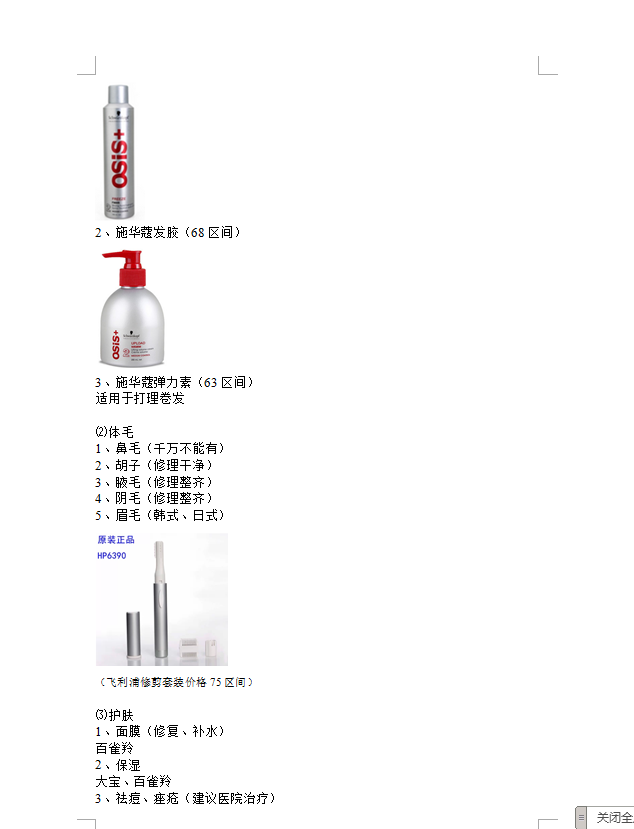 OSiS+
FREEZE
2、施华蔻发胶（68 区间）
OSiS+
UPLOAD
3、施华蔻弹力素（63 区间）
适用于打理卷发
⑵体毛
1、鼻毛（千万不能有）
2、胡子（修理干净）
3、腋毛（修理整齐）
4、阴毛（修理整齐）
5、眉毛（韩式、日式）
原装正品
HP6390
（飞利浦修剪套装价格 75 区间）
⑶护肤
1、面膜（修复、补水）
百雀羚
2、保湿
大宝、百雀羚
3、祛痘、痤疮（建议医院治疗）
关闭全